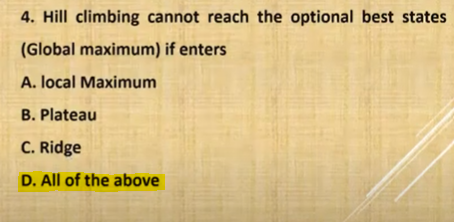 4. Hill climbing cannot reach the optional best states
(Global maximum) if enters
A. local Maximum
B. Plateau
C. Ridge
D. All of the above